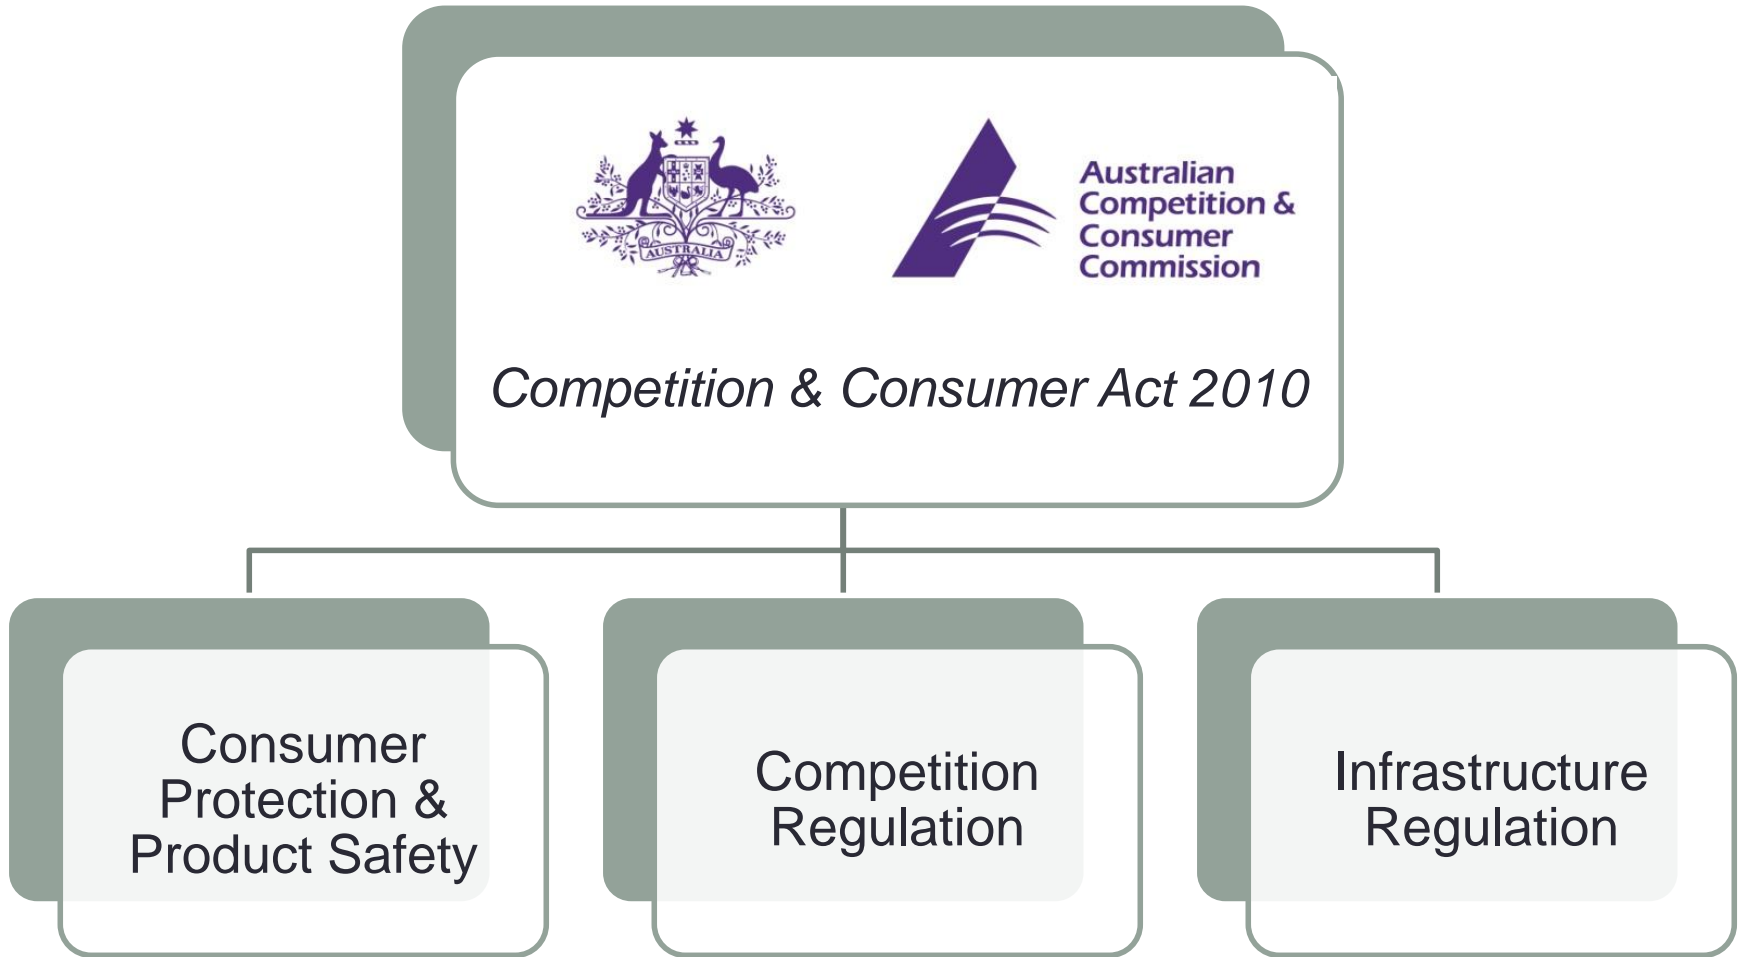 AUSTRALIA
Australian
Competition &
Consumer
Commission
Competition & Consumer Act 2010
Consumer
Protection &
Product Safety
Competition
Regulation
Infrastructure
Regulation